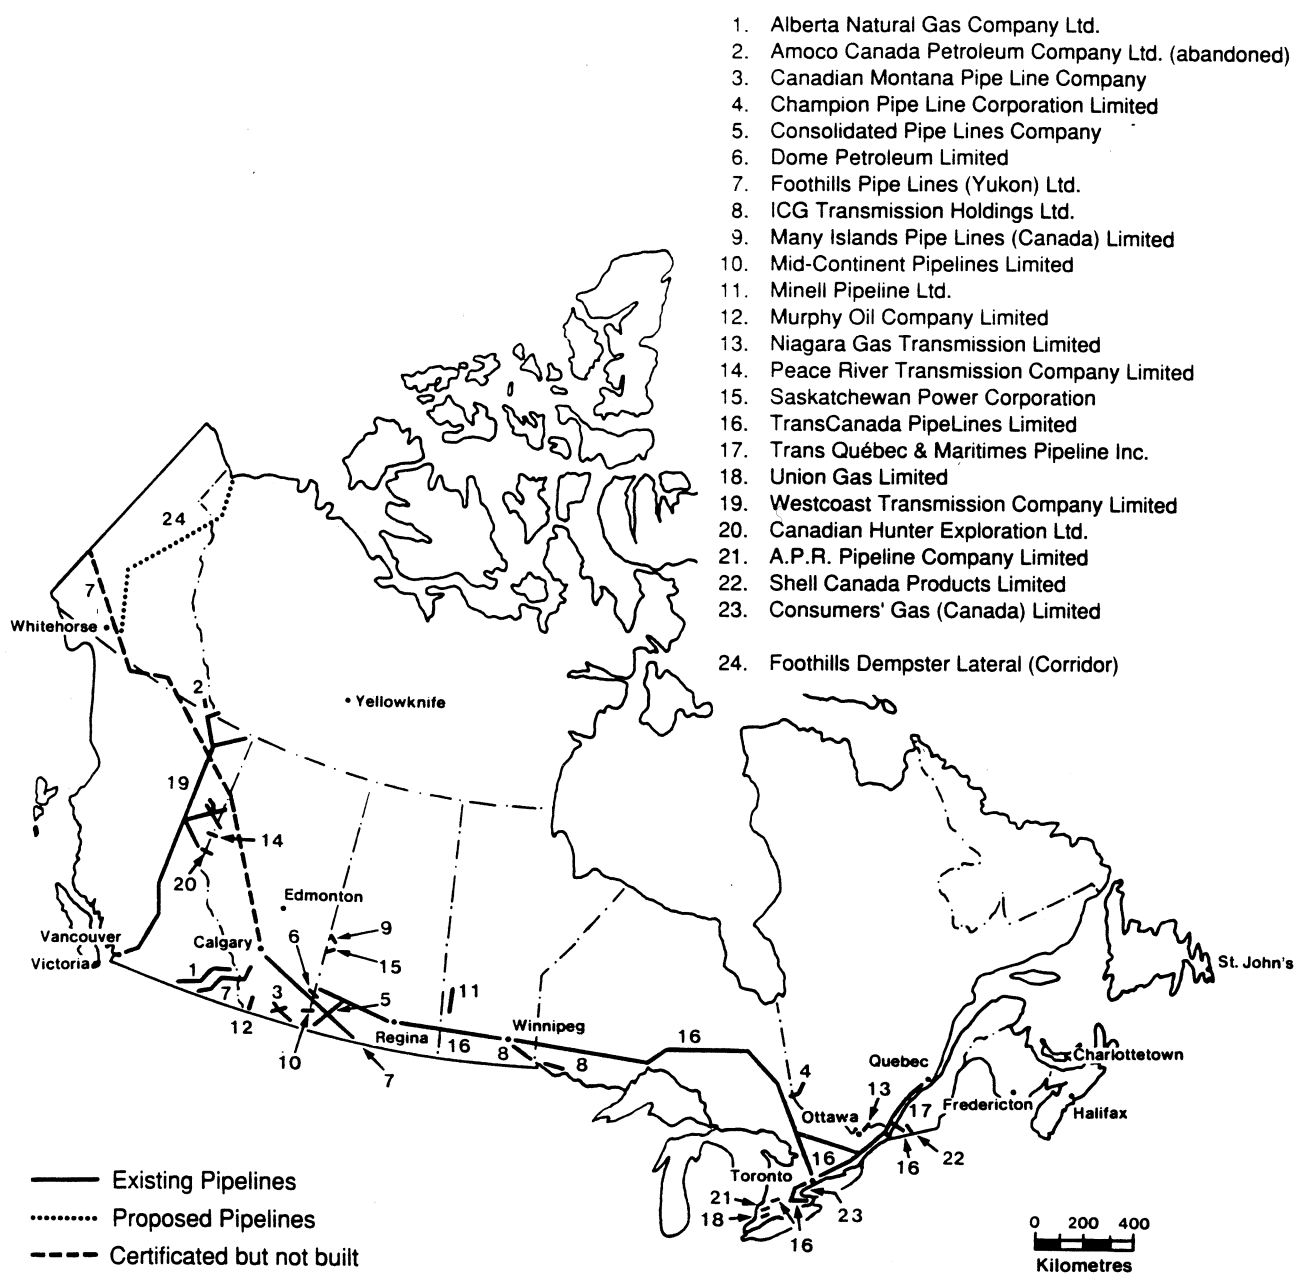 1. Alberta Natural Gas Company Ltd.
2. Amoco Canada Petroleum Company Ltd. (abandoned)
3. Canadian Montana Pipe Line Company
4. Champion Pipe Line Corporation Limited
5. Consolidated Pipe Lines Company
6. Dome Petroleum Limited
7. Foothills Pipe Lines (Yukon) Ltd.
8. ICG Transmission Holdings Ltd.
9. Many Islands Pipe Lines (Canada) Limited
10. Mid-Continent Pipelines Limited
11. Minell Pipeline Ltd.
12. Murphy Oil Company Limited
13. Niagara Gas Transmission Limited
14. Peace River Transmission Company Limited
15. Saskatchewan Power Corporation
16. TransCanada PipeLines Limited
17. Trans Québec & Maritimes Pipeline Inc.
18. Union Gas Limited
19. Westcoast Transmission Company Limited
20. Canadian Hunter Exploration Ltd.
21. A.P.R. Pipeline Company Limited
22. Shell Canada Products Limited
23. Consumers' Gas (Canada) Limited
24. Foothills Dempster Lateral (Corridor)
24
7
Whitehorse
2
Yellowknife
19
14
20
Edmonton
Vancouver
Calgary
6
9
Victoria
15
St. John's
1
7
3
5
11
12
Regina
Winnipeg
10
16
8
8
16
7
4
13
Quebec
Charlottetown
Ottawa
17
Fredericton
Halifax
16
16
22
Toronto
21
18
23
16
Existing Pipelines
Proposed Pipelines
Certificated but not built
0 200 400
Kilometres